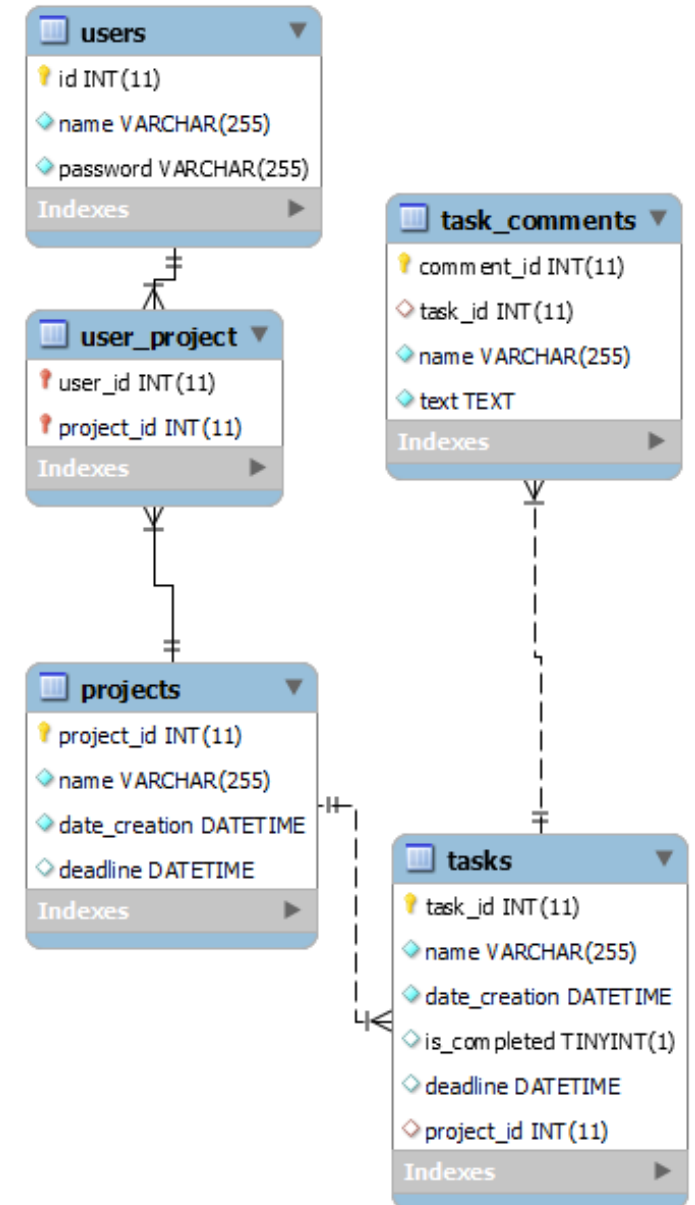 users
id INT(11)
name VARCHAR(255)
password VARCHAR(255)
Indexes
user_project
user_id INT(11)
project_id INT(11)
Indexes
projects
project_id INT(11)
name VARCHAR(255)
date_creation DATETIME
deadline DATETIME
Indexes
task_comments
comment_id INT(11)
task_id INT(11)
name VARCHAR(255)
text TEXT
Indexes
tasks
task_id INT(11)
name VARCHAR(255)
date_creation DATETIME
is_completed TINYINT(1)
deadline DATETIME
project_id INT(11)
Indexes